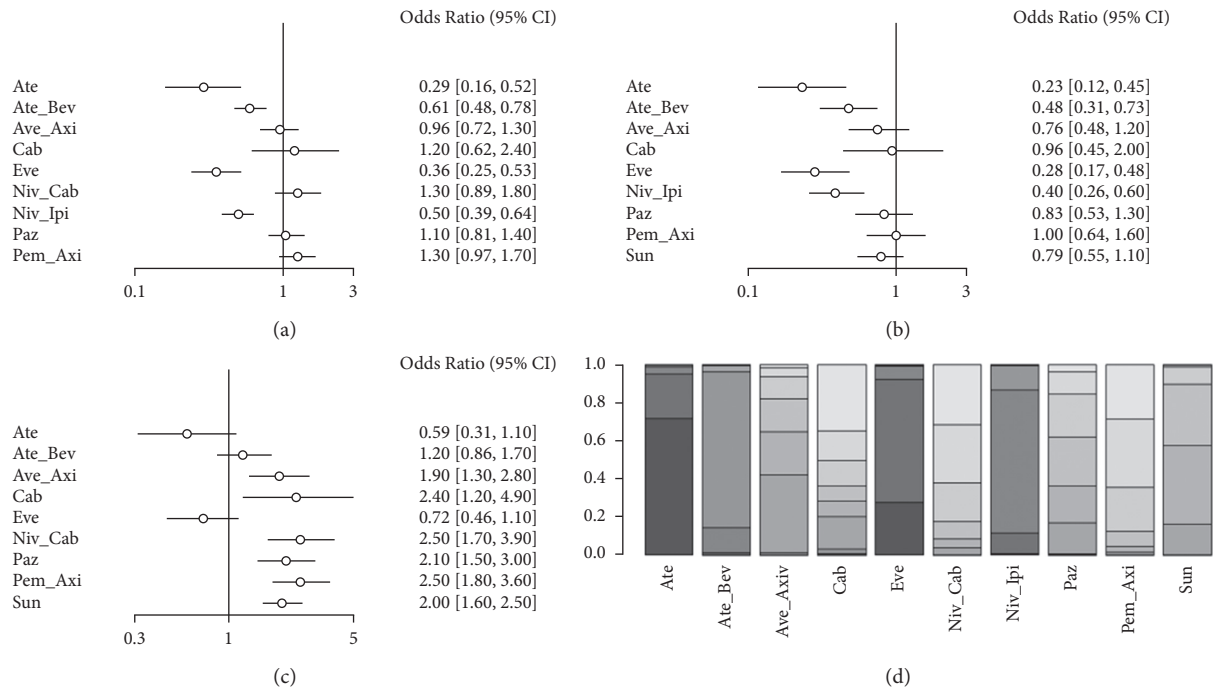 Odds Ratio (95% CI)
Ate 0.29 [0.16, 0.52]
Ate_Bev 0.61 [0.48, 0.78]
Ave_Axi 0.96 [0.72, 1.30]
Cab 1.20 [0.62, 2.40]
Eve 0.36 [0.25, 0.53]
Niv_Cab 1.30 [0.89, 1.80]
Niv_Ipi 0.50 [0.39, 0.64]
Paz 1.10 [0.81, 1.40]
Pem_Axi 1.30 [0.97, 1.70]
0.1 1 3
(a)
Odds Ratio (95% CI)
Ate 0.23 [0.12, 0.45]
Ate_Bev 0.48 [0.31, 0.73]
Ave_Axi 0.76 [0.48, 1.20]
Cab 0.96 [0.45, 2.00]
Eve 0.28 [0.17, 0.48]
Niv_Ipi 0.40 [0.26, 0.60]
Paz 0.83 [0.53, 1.30]
Pem_Axi 1.00 [0.64, 1.60]
Sun 0.79 [0.55, 1.10]
0.1 1 3
(b)
Odds Ratio (95% CI)
Ate 0.59 [0.31, 1.10]
Ate_Bev 1.20 [0.86, 1.70]
Ave_Axi 1.90 [1.30, 2.80]
Cab 2.40 [1.20, 4.90]
Eve 0.72 [0.46, 1.10]
Niv_Cab 2.50 [1.70, 3.90]
Paz 2.10 [1.50, 3.00]
Pem_Axi 2.50 [1.80, 3.60]
Sun 2.00 [1.60, 2.50]
0.3 1 5
(c)
1.0
0.8
0.6
0.4
0.2
0.0
Ate
Ate_Bev
Ave_Axiv
Cab
Eve
Niv_Cab
Niv_Ipi
Paz
Pem_Axi
Sun
(d)